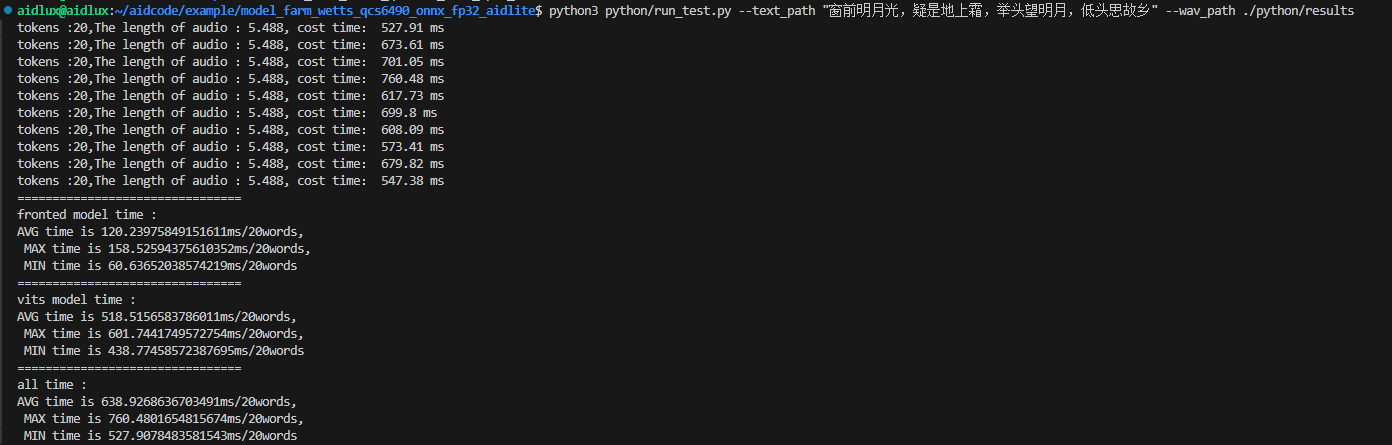 aidlux@aidlux:~/aidcode/example/model_farm_wetts_qcs6490_onnx_fp32_aidlite$ python3 python/run_test.py --text_path "窗前明月光，疑是地上霜，举头望明月，低头思故乡" --wav_path ./python/results
tokens :20,The length of audio : 5.488, cost time:  527.91 ms
tokens :20,The length of audio : 5.488, cost time:  673.61 ms
tokens :20,The length of audio : 5.488, cost time:  701.05 ms
tokens :20,The length of audio : 5.488, cost time:  760.48 ms
tokens :20,The length of audio : 5.488, cost time:  617.73 ms
tokens :20,The length of audio : 5.488, cost time:  699.8 ms
tokens :20,The length of audio : 5.488, cost time:  608.09 ms
tokens :20,The length of audio : 5.488, cost time:  573.41 ms
tokens :20,The length of audio : 5.488, cost time:  679.82 ms
tokens :20,The length of audio : 5.488, cost time:  547.38 ms
================================
fronted model time :
AVG time is 120.23975849151611ms/20words,
 MAX time is 158.52594375610352ms/20words,
 MIN time is 60.63652038574219ms/20words
================================
vits model time :
AVG time is 518.5156583786011ms/20words,
 MAX time is 601.7441749572754ms/20words,
 MIN time is 438.77458572387695ms/20words
================================
all time :
AVG time is 638.9268636703491ms/20words,
 MAX time is 760.4801654815674ms/20words,
 MIN time is 527.9078483581543ms/20words